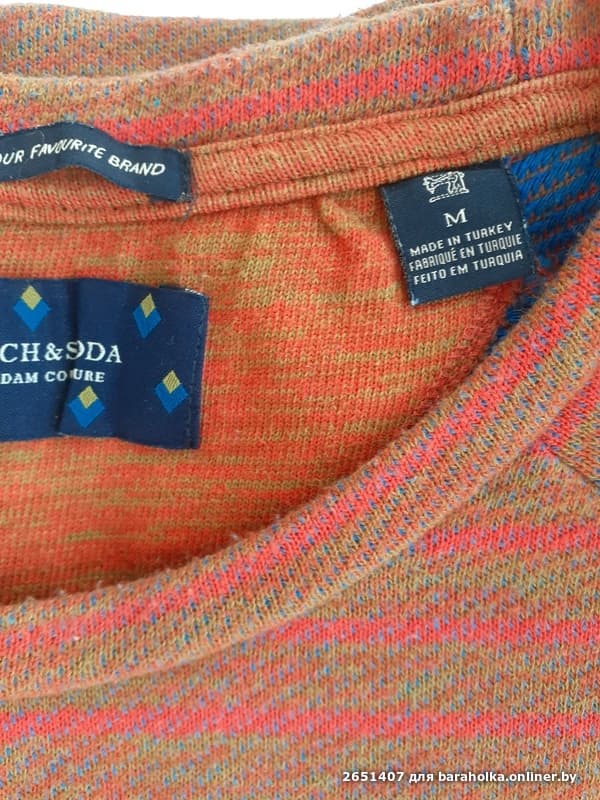 OUR FAVOURITE BRAND
M
MADE IN TURKEY
FABRIQUÉ EN TURQUIE
FEITO EM TURQUIA
CH & SODA
DAM COUTURE
2651407 для baraholka.onliner.by